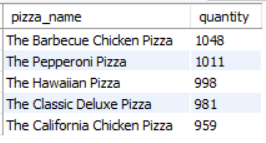 pizza_name quantity
The Barbecue Chicken Pizza 1048
The Pepperoni Pizza 1011
The Hawaiian Pizza 998
The Classic Deluxe Pizza 981
The California Chicken Pizza 959